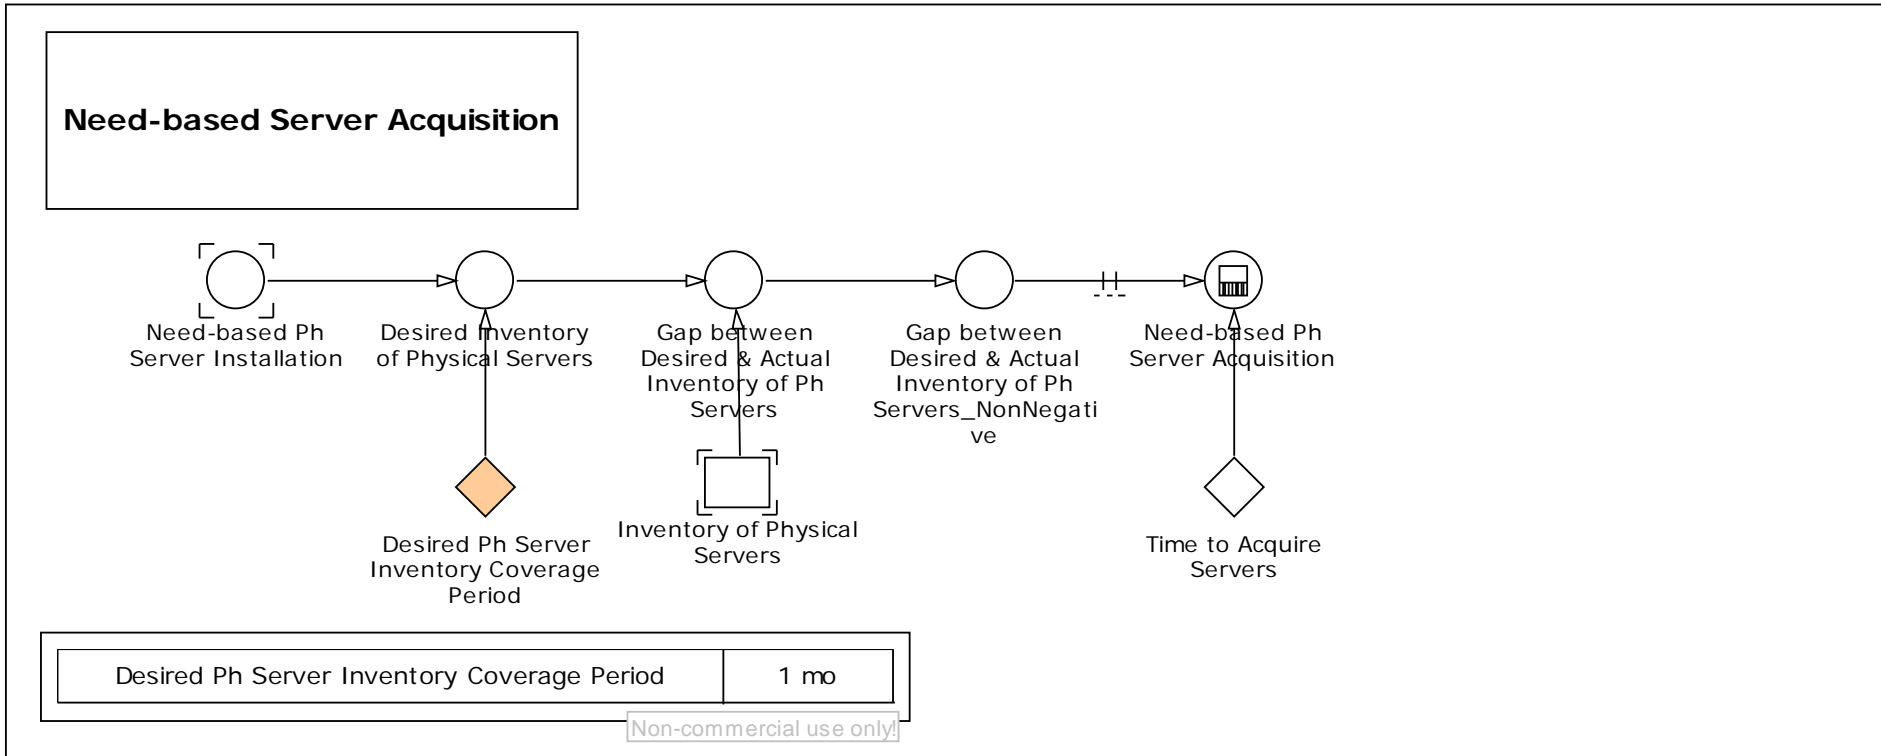 Need-based Server Acquisition
Need-based Ph
Server Installation
Desired Inventory
of Physical Servers
Gap between
Desired & Actual
Inventory of Ph
Servers
Gap between
Desired & Actual
Inventory of Ph
Servers_NonNegati
ve
Need-based Ph
Server Acquisition
Desired Ph Server
Inventory Coverage
Period
Inventory of Physical
Servers
Time to Acquire
Servers
Desired Ph Server Inventory Coverage Period 1 mo
Non-commercial use only!